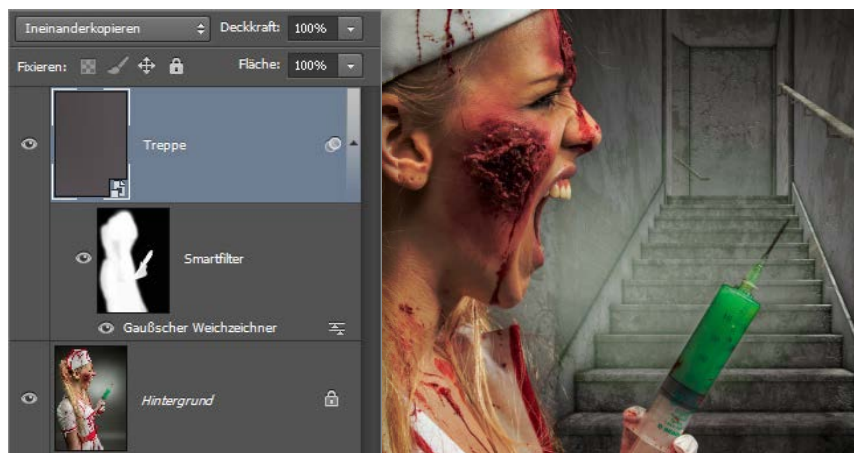 Ineinanderkopieren Deckkraft: 100%
Fixieren: Fläche: 100%
Treppe
Smartfilter
Gaußscher Weichzeichner
Hintergrund